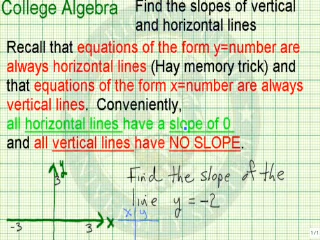 College Algebra
Find the slopes of vertical
and horizontal lines
Recall that equations of the form y=number are
always horizontal lines (Hay memory trick) and
that equations of the form x=number are always
vertical lines. Conveniently,
all horizontal lines have a slope of 0
and all vertical lines have NO SLOPE.
y
3
-3
3
x
Find the slope of the
line y = -2
x y
1/1